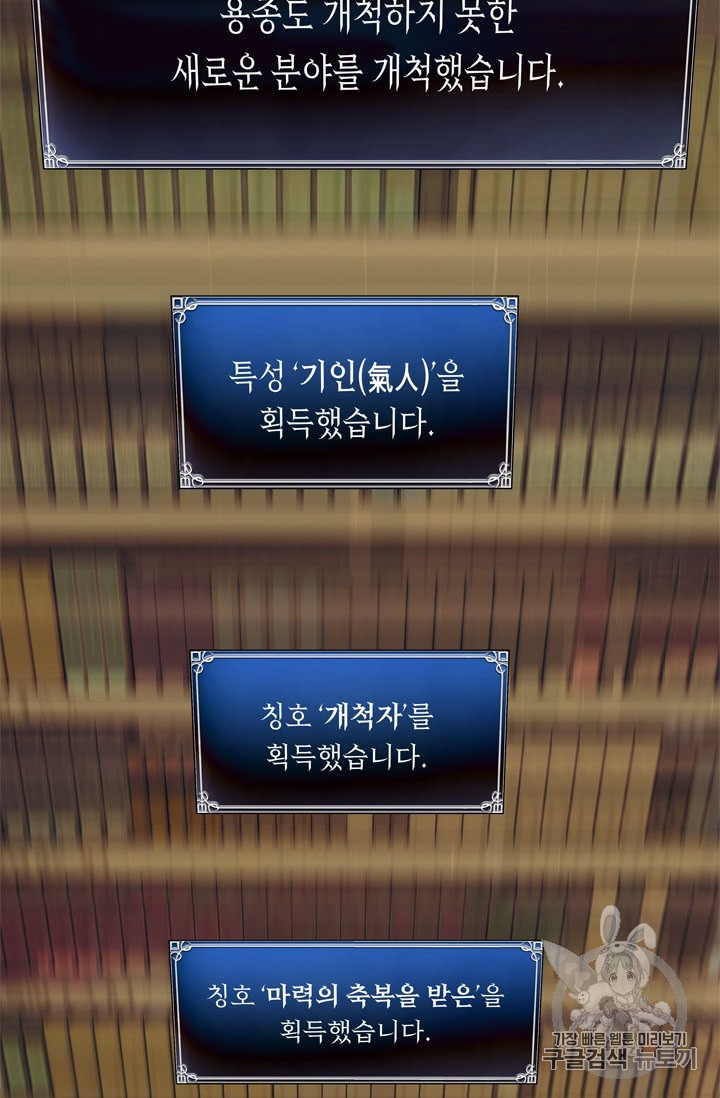 용종도 개척하지 못한
새로운 분야를 개척했습니다.
특성 ‘기인(氣人)’을
획득했습니다.
칭호 ‘개척자’를
획득했습니다.
칭호 ‘마력의 축복을 받은’을
획득했습니다.
가장 빠른 웹툰 미리보기
구글검색 뉴토끼